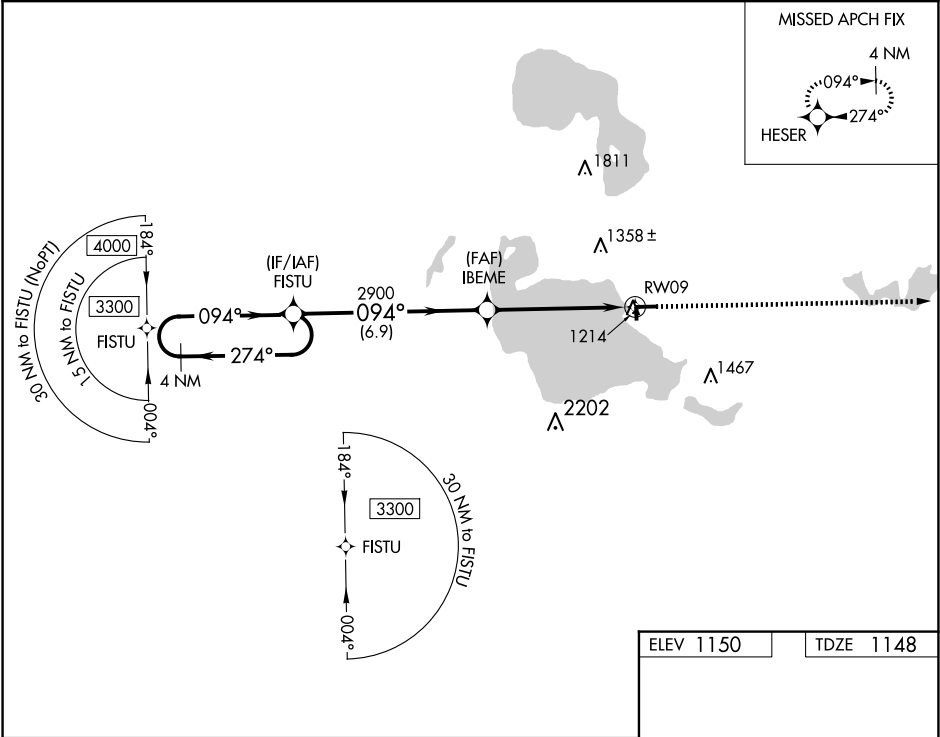 MISSED APCH FIX
4 NM
094°
274°
HESER
1811
1358 ±
(FAF)
IBEME
(IF/IAF)
FISTU
RW09
2900
094°
(6.9)
1214
1467
2202
094°
274°
4 NM
30 NM to FISTU (NoPT)
15 NM to FISTU
4000
3300
184°
FISTU
004°
184°
3300
30 NM to FISTU
FISTU
004°
ELEV 1150
TDZE 1148